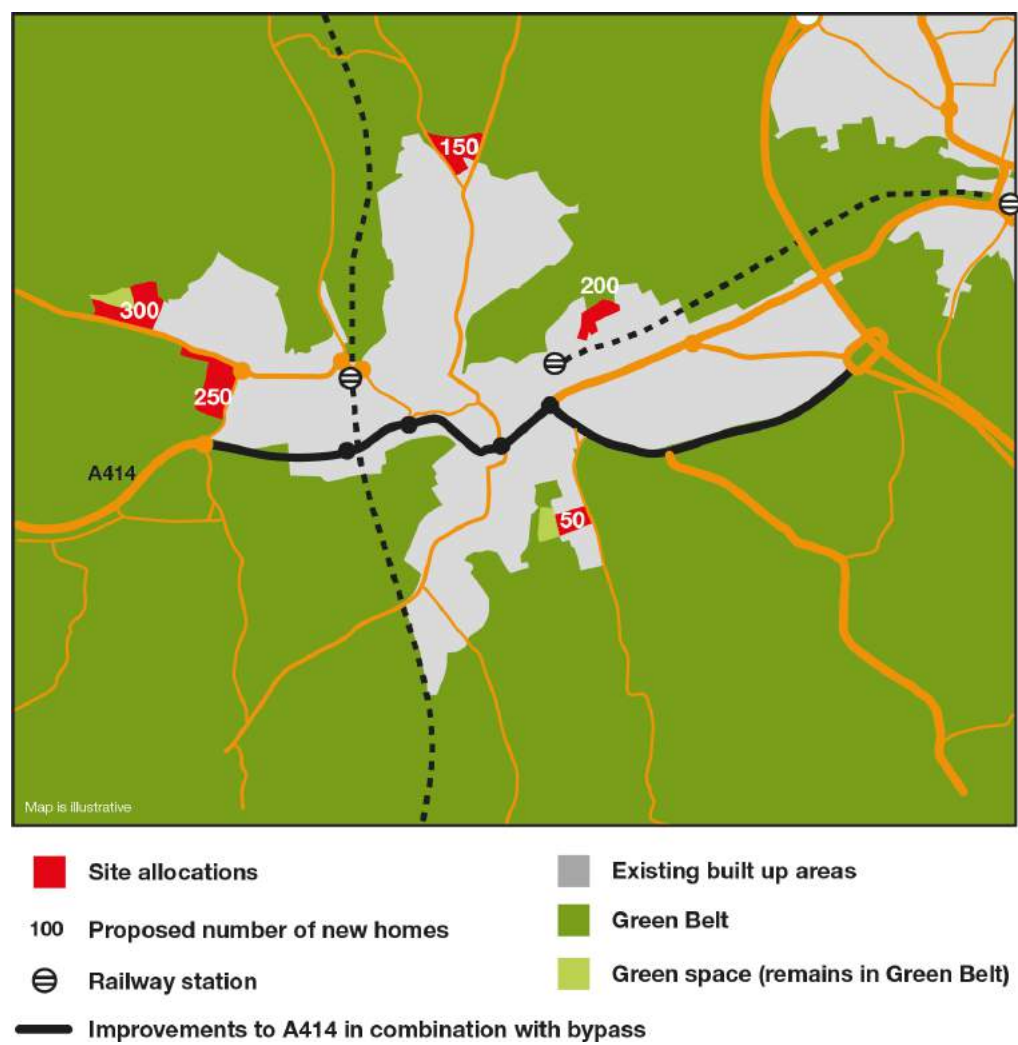 150
200
300
250
A414
50
Map is illustrative
Site allocations
Existing built up areas
100 Proposed number of new homes
Green Belt
Railway station
Green space (remains in Green Belt)
Improvements to A414 in combination with bypass